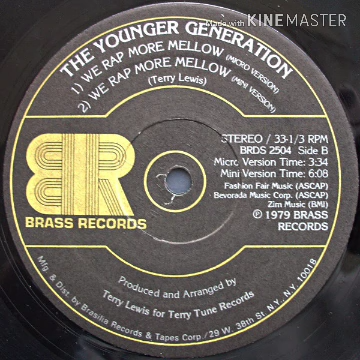 Made with KINEMASTER
THE YOUNGER GENERATION
1) WE RAP MORE MELLOW (MICRO VERSION)
2) WE RAP MORE MELLOW (MINI VERSION)
(Terry Lewis)
BR
BRASS RECORDS
STEREO / 33-1/3 RPM
BRDS 2504 Side B
Micro Version Time: 3:34
Mini Version Time: 6:08
Fashion Fair Music (ASCAP)
Bevorada Music Corp. (ASCAP)
Zim Music (BMI)
℗ 1979 BRASS
RECORDS
Produced and Arranged by
Terry Lewis for Terry Tune Records
Mfg. & Dist. by Brasilia Records & Tapes Corp / 29 W. 38th St. N.Y., N.Y. 10018